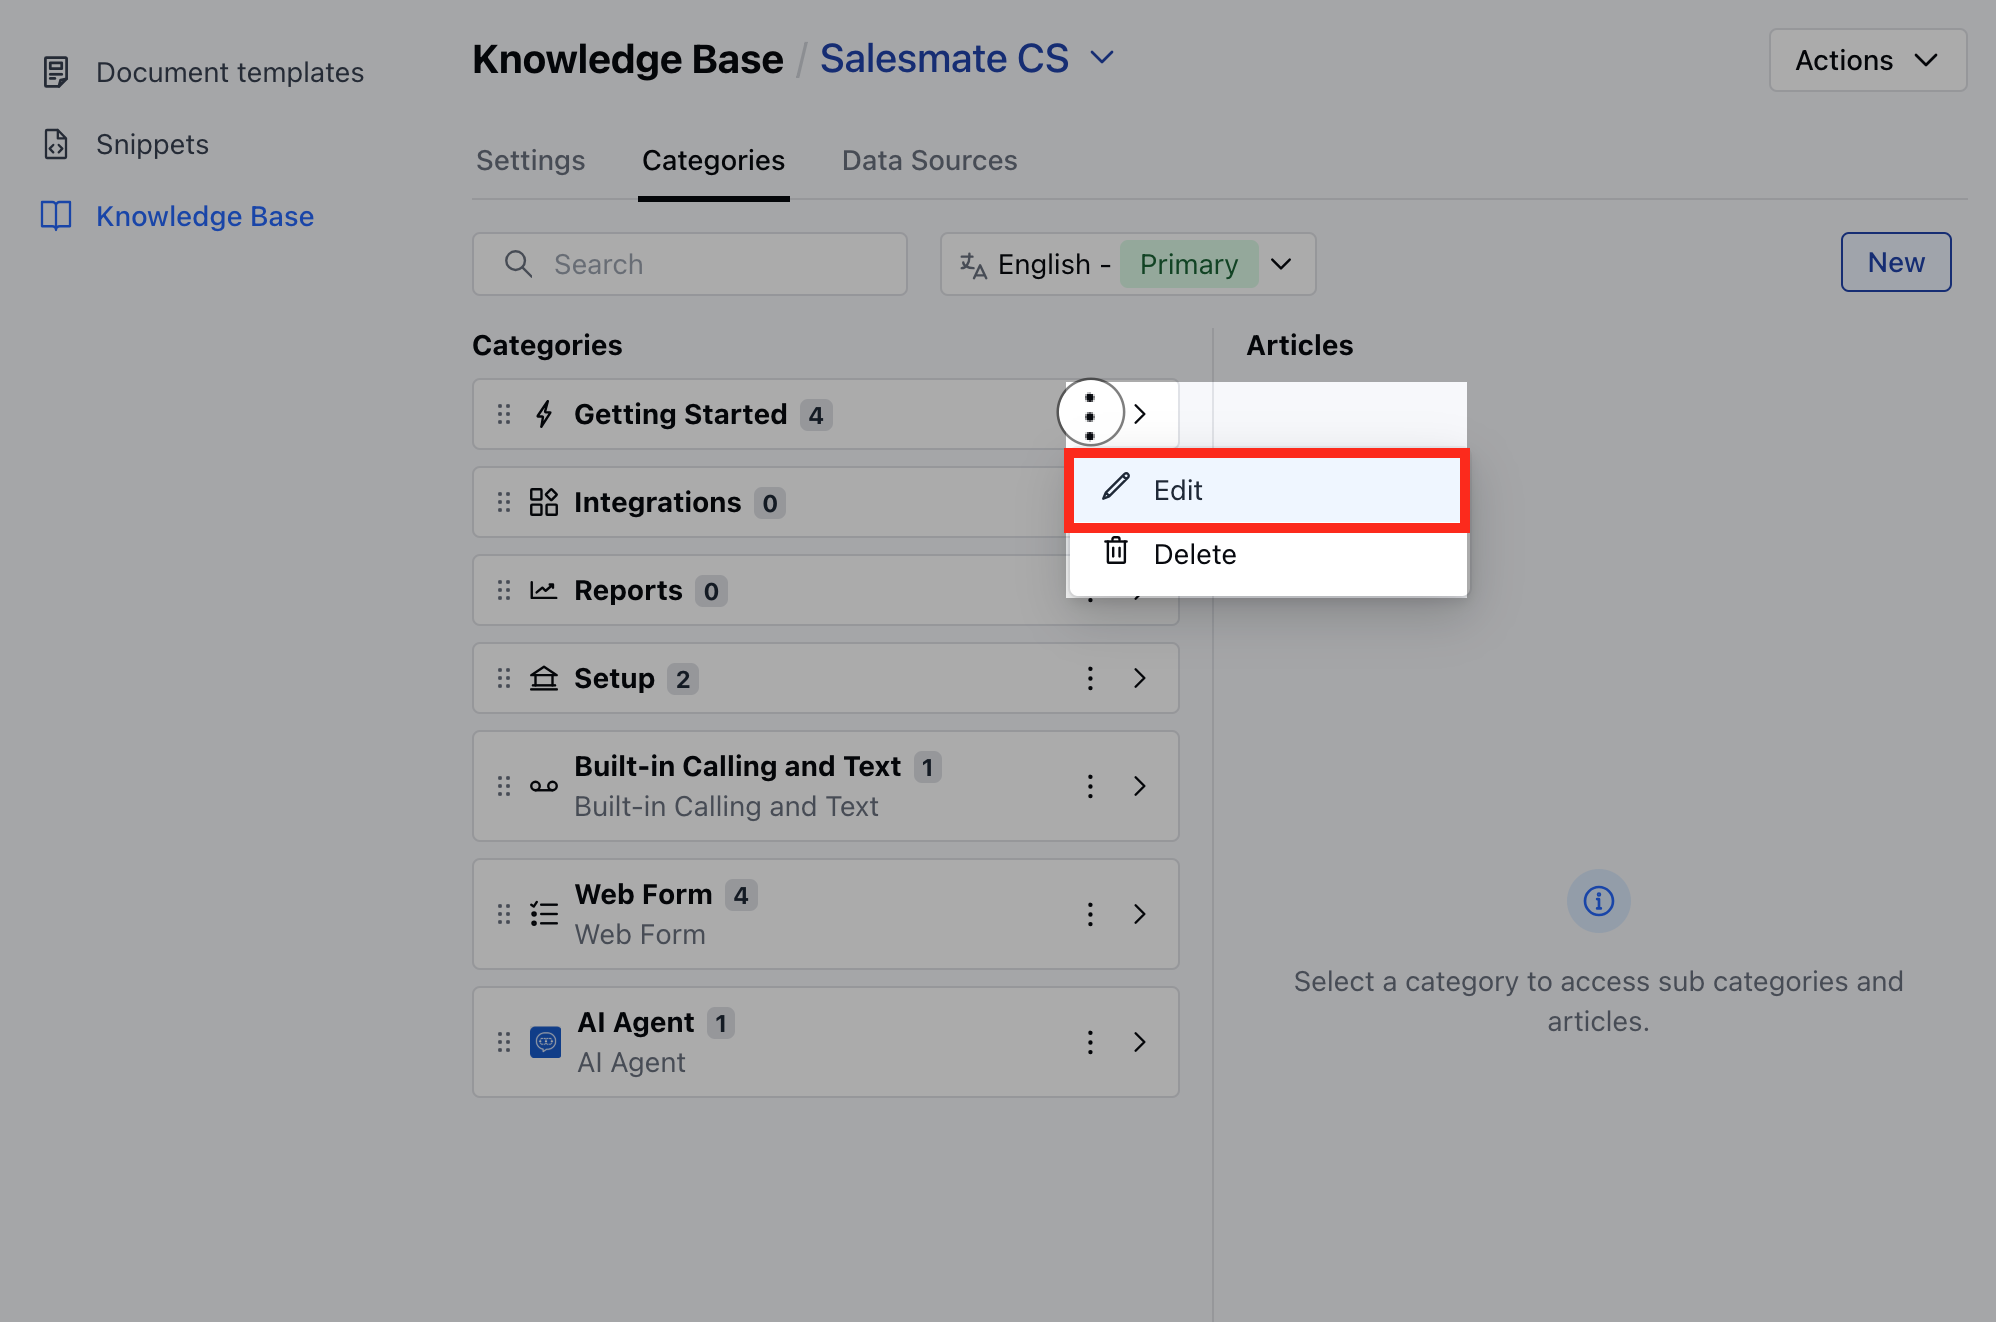 Document templates
Snippets
Knowledge Base
Knowledge Base / Salesmate CS
Actions
Settings
Categories
Data Sources
Search
English - Primary
New
Categories
Getting Started 4
Integrations 0
Reports 0
Setup 2
Built-in Calling and Text 1
Built-in Calling and Text
Web Form 4
Web Form
AI Agent 1
AI Agent
Edit
Delete
Articles
Select a category to access sub categories and
articles.